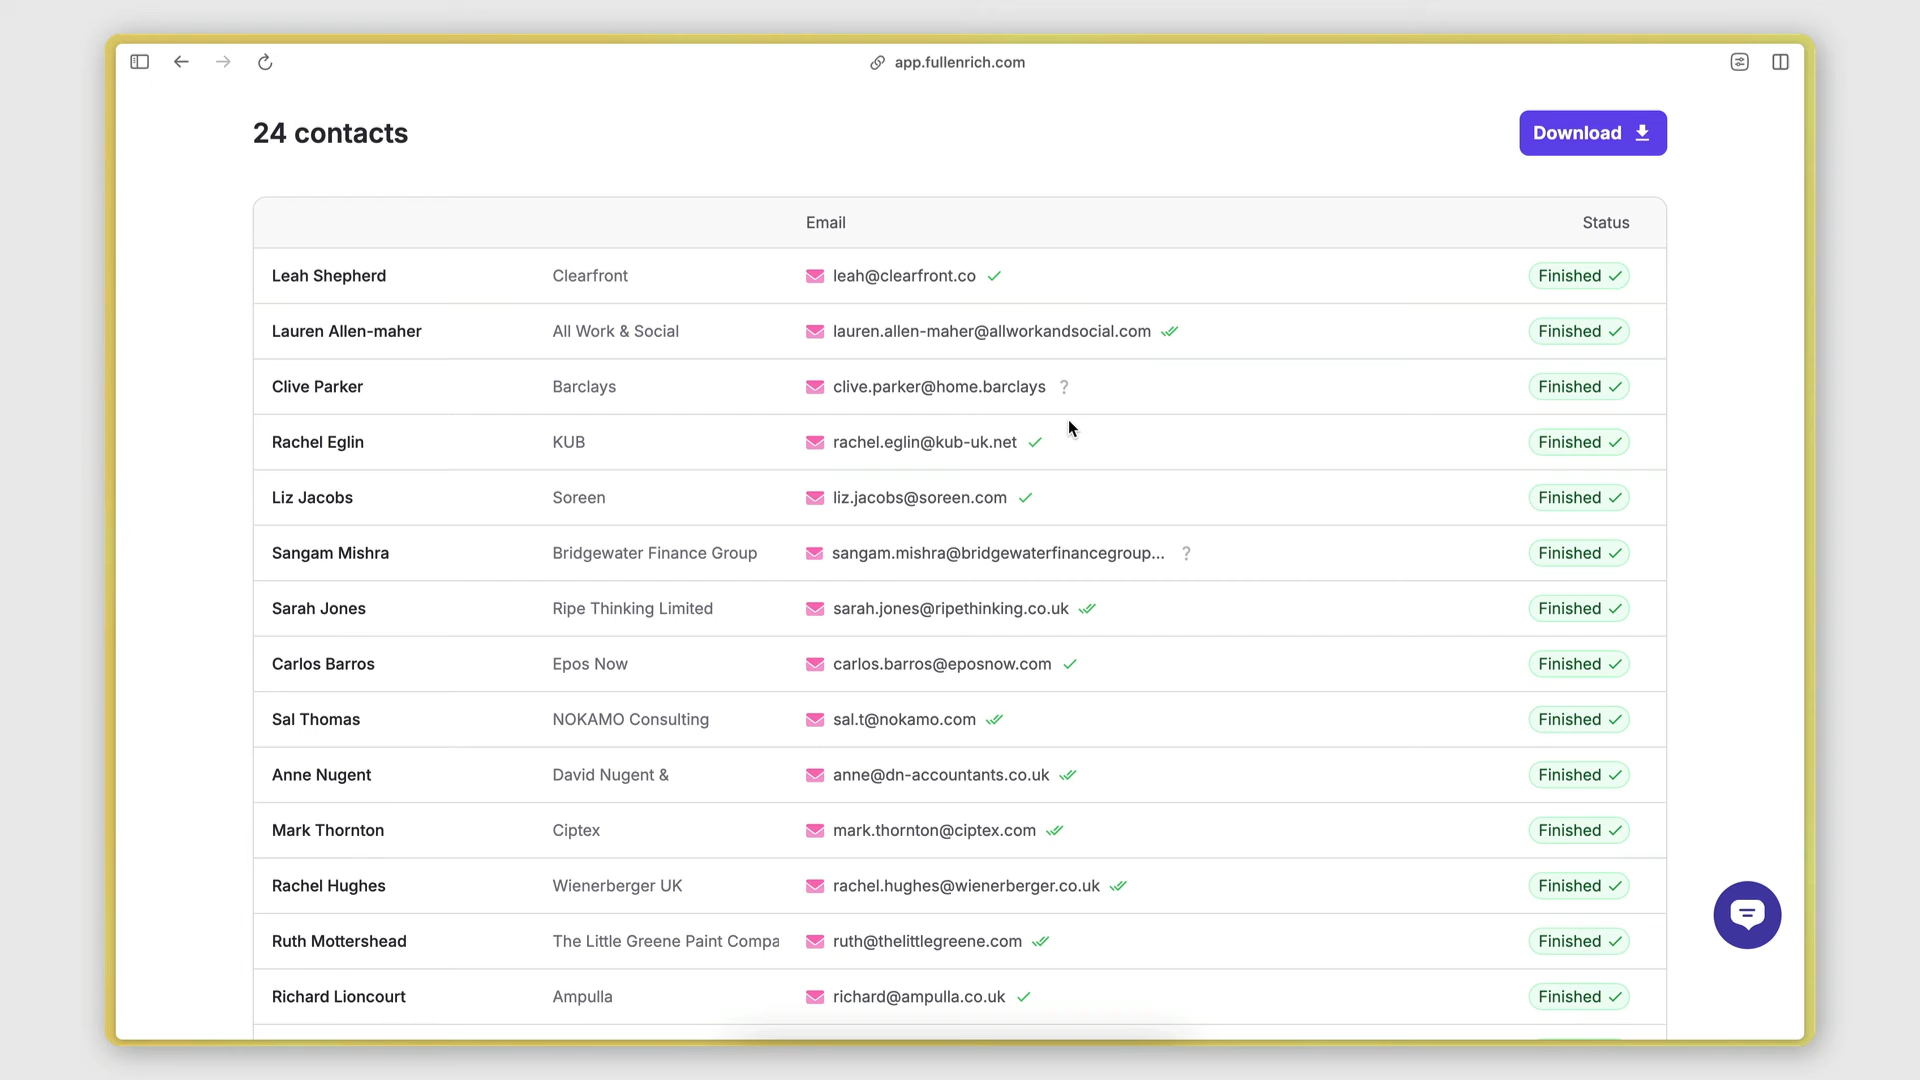 app.fullenrich.com
24 contacts
Download
Email Status
Leah Shepherd Clearfront leah@clearfront.co Finished
Lauren Allen-maher All Work & Social lauren.allen-maher@allworkandsocial.com Finished
Clive Parker Barclays clive.parker@home.barclays ? Finished
Rachel Eglin KUB rachel.eglin@kub-uk.net Finished
Liz Jacobs Soreen liz.jacobs@soreen.com Finished
Sangam Mishra Bridgewater Finance Group sangam.mishra@bridgewaterfinancegroup... ? Finished
Sarah Jones Ripe Thinking Limited sarah.jones@ripethinking.co.uk Finished
Carlos Barros Epos Now carlos.barros@eposnow.com Finished
Sal Thomas NOKAMO Consulting sal.t@nokamo.com Finished
Anne Nugent David Nugent & anne@dn-accountants.co.uk Finished
Mark Thornton Ciptex mark.thornton@ciptex.com Finished
Rachel Hughes Wienerberger UK rachel.hughes@wienerberger.co.uk Finished
Ruth Mottershead The Little Greene Paint Compa ruth@thelittlegreene.com Finished
Richard Lioncourt Ampulla richard@ampulla.co.uk Finished